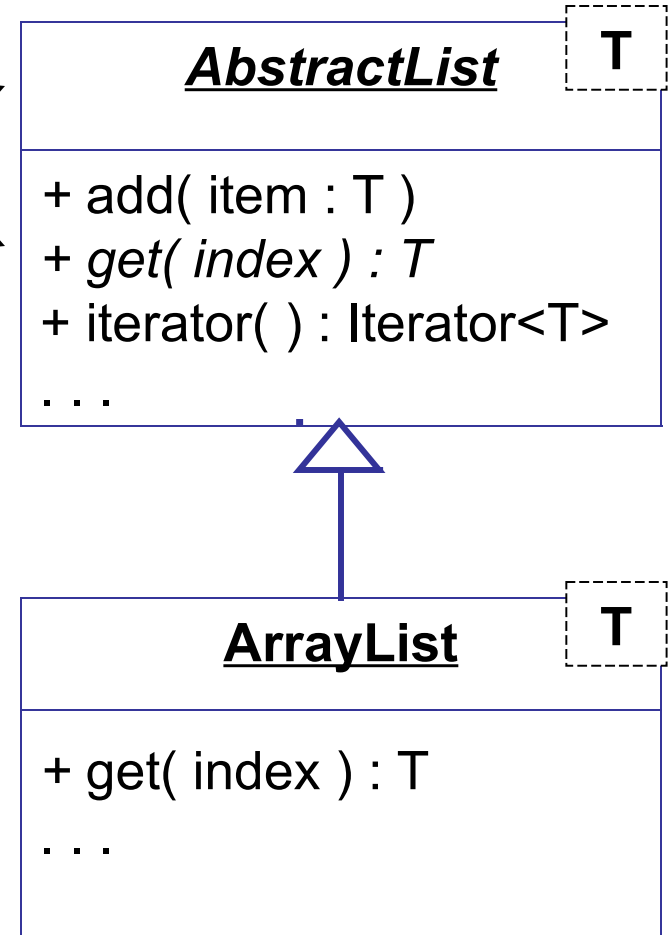 AbstractList
T
+ add( item : T )
+ get( index ) : T
+ iterator( ) : Iterator<T>
. . .
ArrayList
T
+ get( index ) : T
. . .